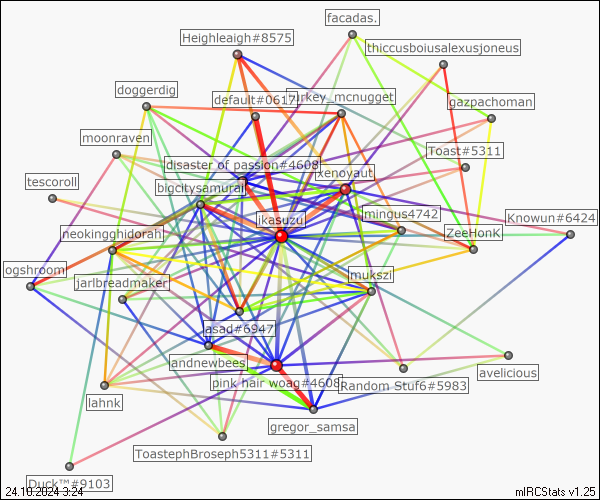 facadas.
Heighleaigh#8575
thiccusboiusalexusjoneus
doggerdig
default#0617
turkey_mcnugget
gazpachoman
moonraven
disaster of passion#4608
xenoyaut
Toast#5311
tescoroll
bigcitysamurai
ikasuzu
mingus4742
Knowun#6424
neokingghidorah
ZeeHonK
ogshroom
jarlbreadmaker
mukszi
asad#6947
landnewbees
pink hair woag#4608
Random Stuf6#5983
avelicious
lahnk
gregor_samsa
ToastephBroseph5311#5311
Duck™#9103
24.10.2024 3:24
mIRCStats v1.25